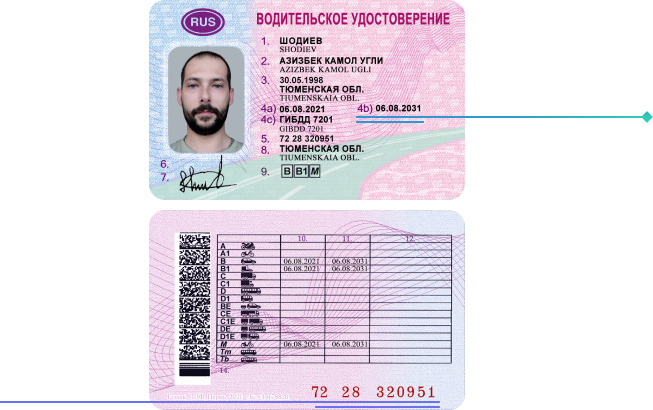 RUS
ВОДИТЕЛЬСКОЕ УДОСТОВЕРЕНИЕ
1. ШОДИЕВ
SHODIEV
2. АЗИЗБЕК КАМОЛ УГЛИ
AZIZBEK KAMOL UGLI
3. 30.05.1998
ТЮМЕНСКАЯ ОБЛ.
TIUMENSKAIA OBL.
4a) 06.08.2021 4b) 06.08.2031
4c) ГИБДД 7201
GIBDD 7201
5. 72 28 320951
8. ТЮМЕНСКАЯ ОБЛ.
TIUMENSKAIA OBL.
6.
7.
9. B B1 M
10. 11. 12.
A
A1
B 06.08.2021 06.08.2031
B1 06.08.2021 06.08.2031
C
C1
D
D1
BE
CE
C1E
DE
D1E
M 06.08.2021 06.08.2031
Tm
Tb
14.
72 28 320951